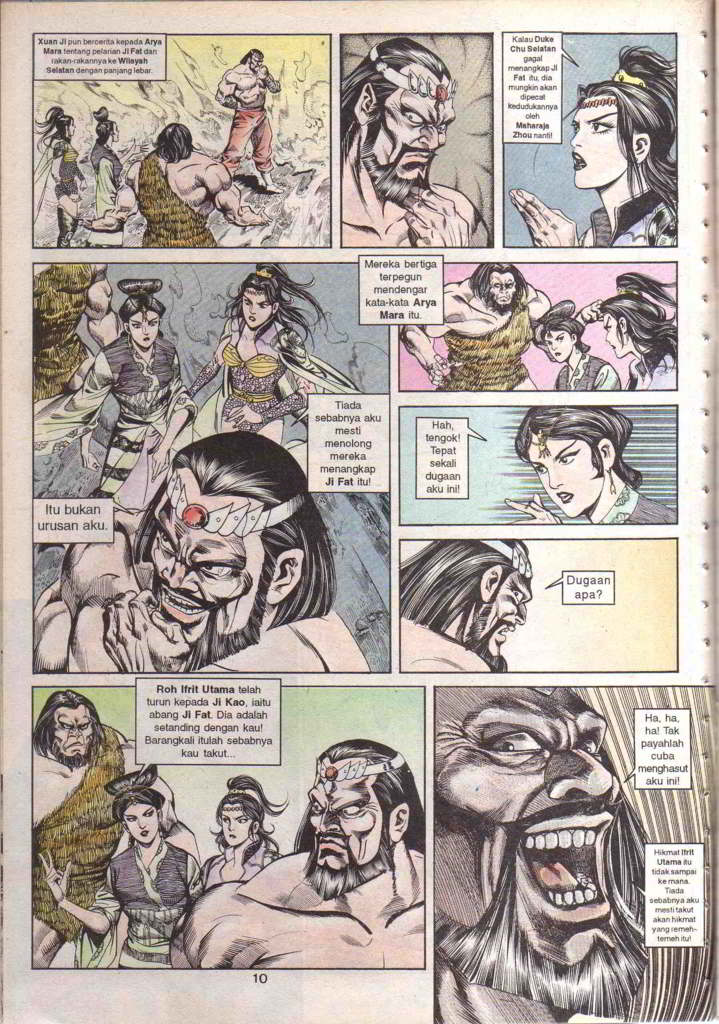 Xuan Ji pun bercerita kepada Arya
Mara tentang pelarian Ji Fat dan
rakan-rakannya ke Wilayah
Selatan dengan panjang lebar.
Kalau Duke
Chu Selatan
gagal
menangkap Ji
Fat itu, dia
mungkin akan
dipecat
kedudukannya
oleh
Maharaja
Zhou nanti!
Mereka bertiga
terpegun
mendengar
kata-kata Arya
Mara itu.
Tiada
sebabnya aku
mesti
menolong
mereka
menangkap
Ji Fat itu!
Itu bukan
urusan aku.
Hah,
tengok!
Tepat
sekali
dugaan
aku ini!
Dugaan
apa?
Roh Ifrit Utama telah
turun kepada Ji Kao, iaitu
abang Ji Fat. Dia adalah
setanding dengan kau!
Barangkali itulah sebabnya
kau takut...
Ha, ha,
ha! Tak
payahlah
cuba
menghasut
aku ini!
Hikmat Ifrit
Utama itu
tidak sampai
ke mana.
Tiada
sebabnya aku
mesti takut
akan hikmat
yang remeh-
temeh itu!
10